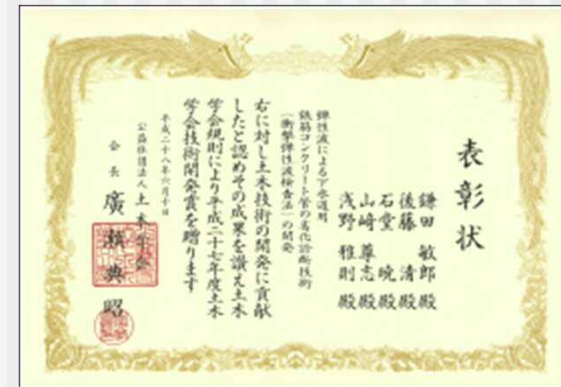 表彰状
鎌田 敏郎 殿
後藤 清 殿
石堂 暁 殿
山﨑 尊志 殿
浅野 雅則 殿
弾性波による下水道用
鉄筋コンクリート管の劣化診断技術
(衝撃弾性波検査法)の開発
右に対し土木技術の開発に貢献
したと認めその成果を讃え土木
学会規則により平成二十七年度土木
学会技術開発賞を贈ります
平成二十八年六月十日
公益社団法人 土木学会
会長 廣瀬 典昭